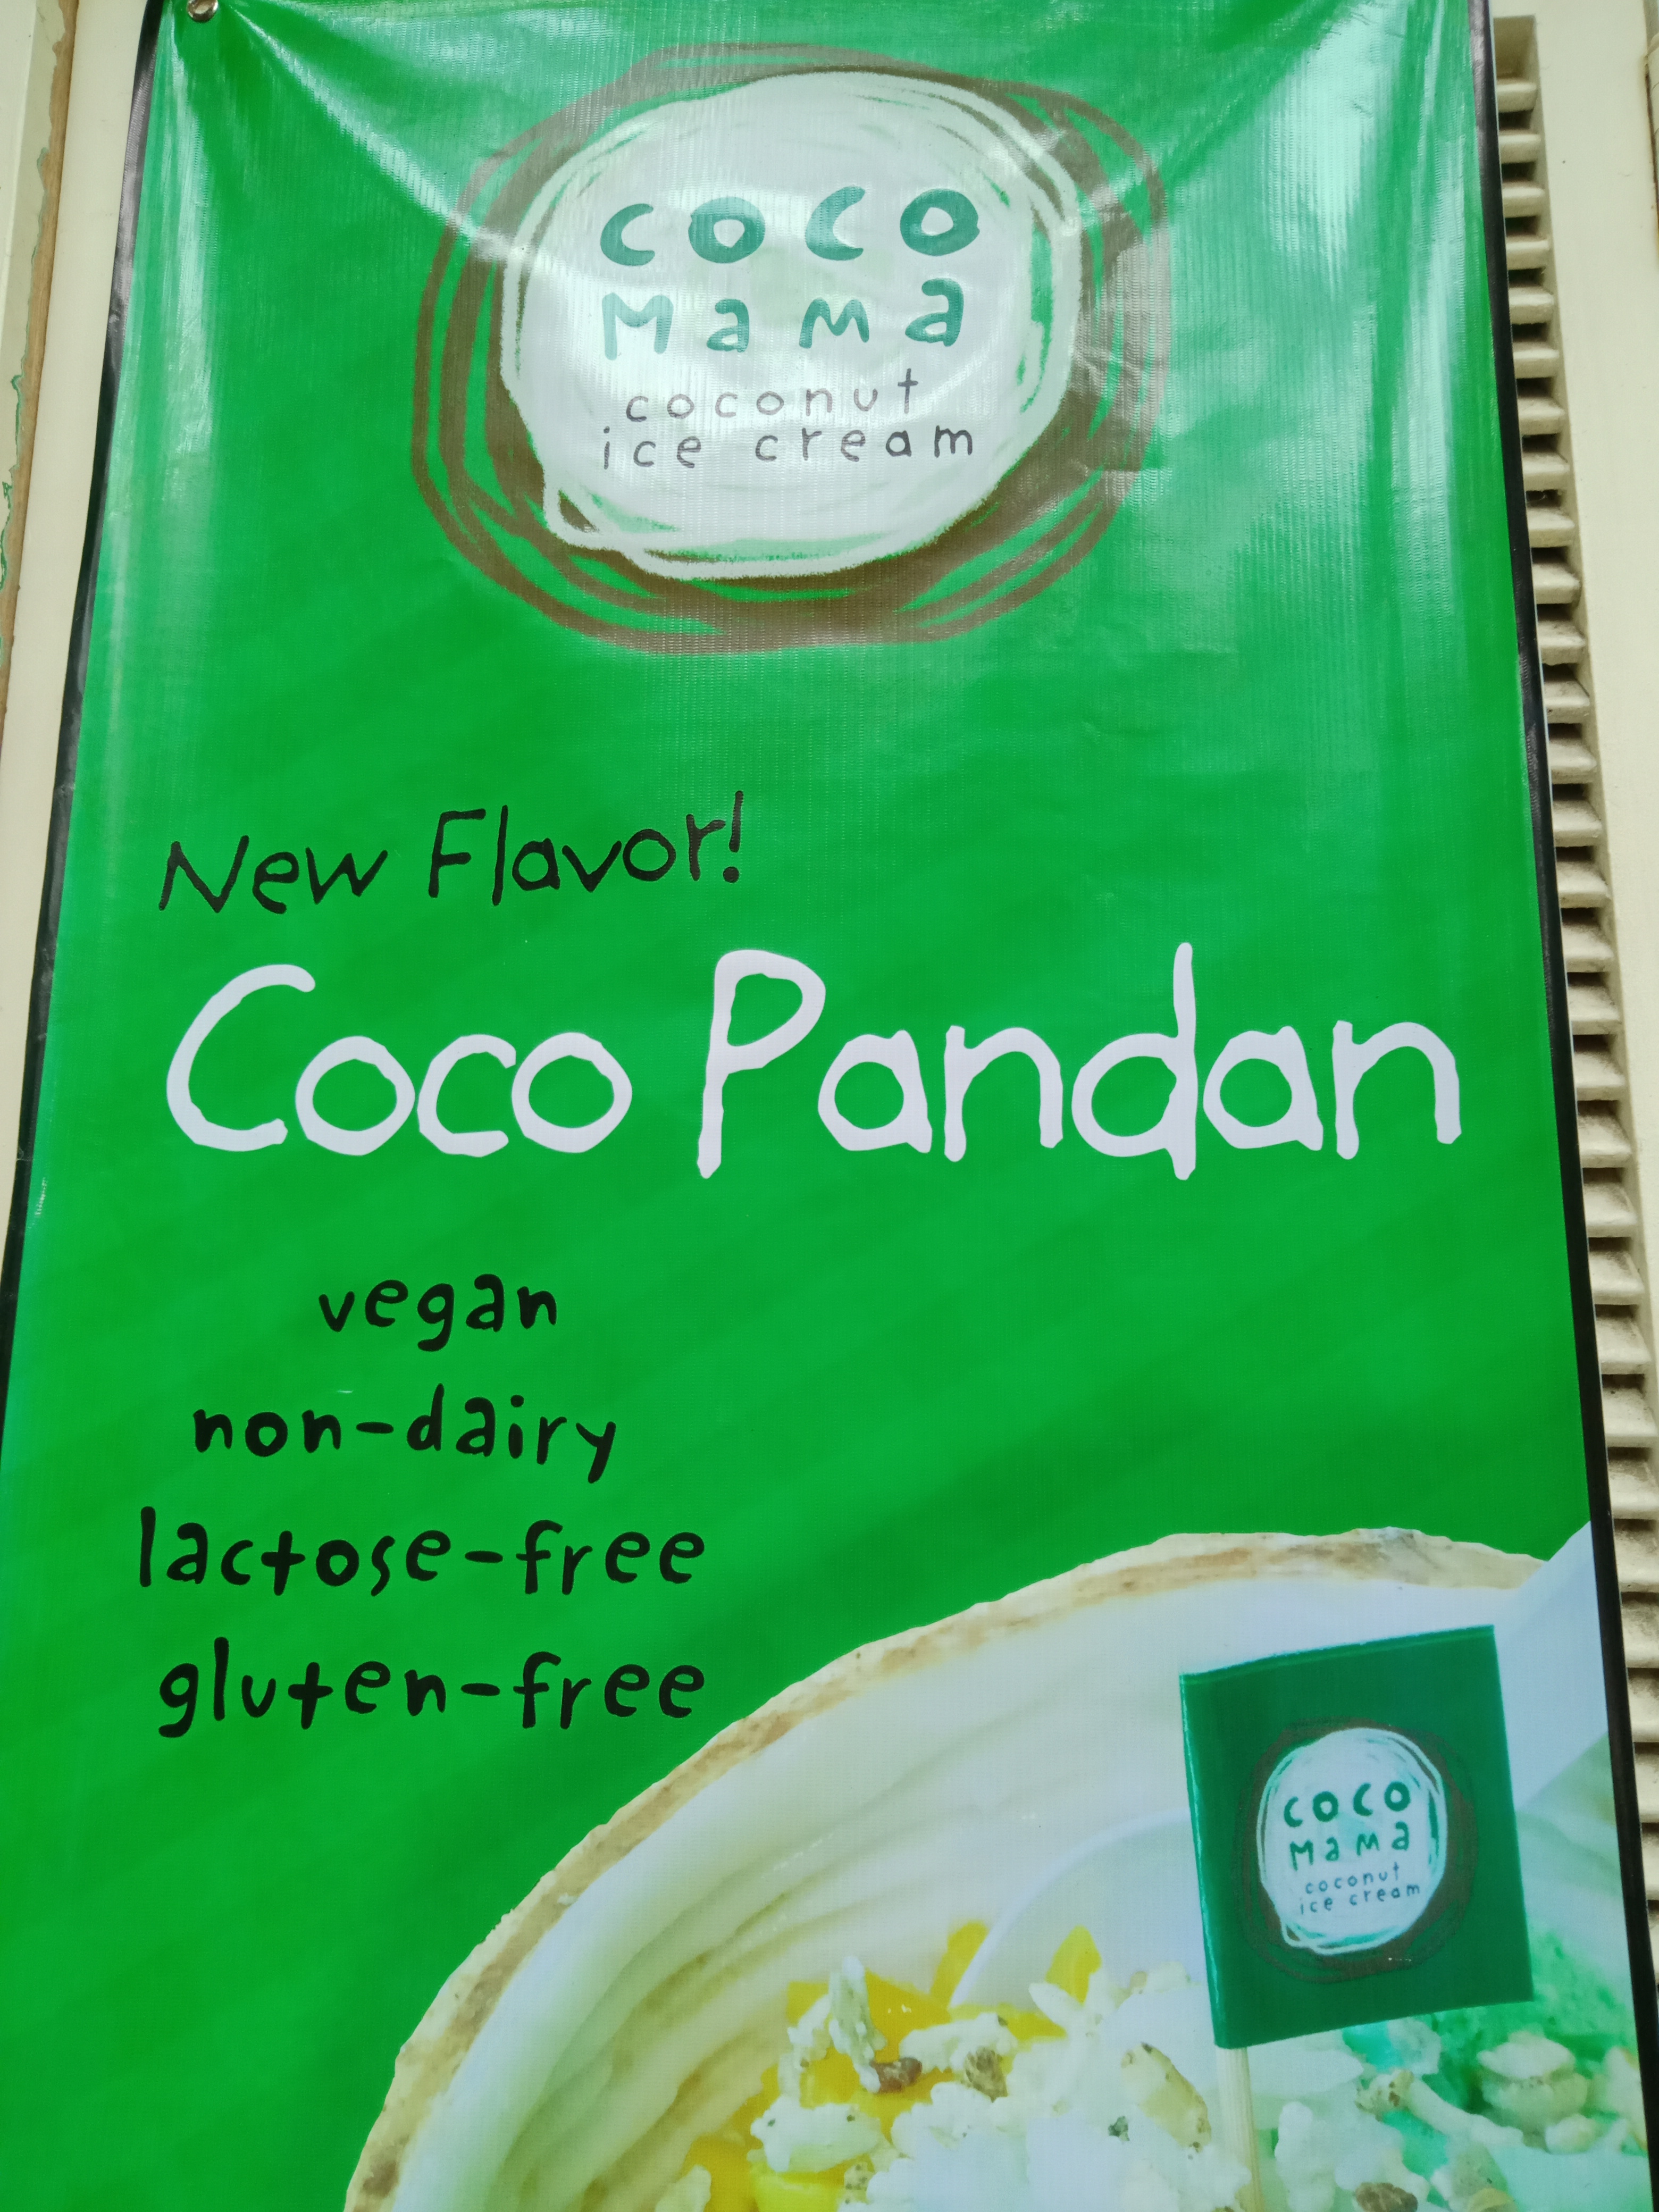 coco
Mama
coconut
ice cream
New Flavor!
Coco Pandan
vegan
non-dairy
lactose-free
gluten-free
coco
Mama
coconut
ice cream